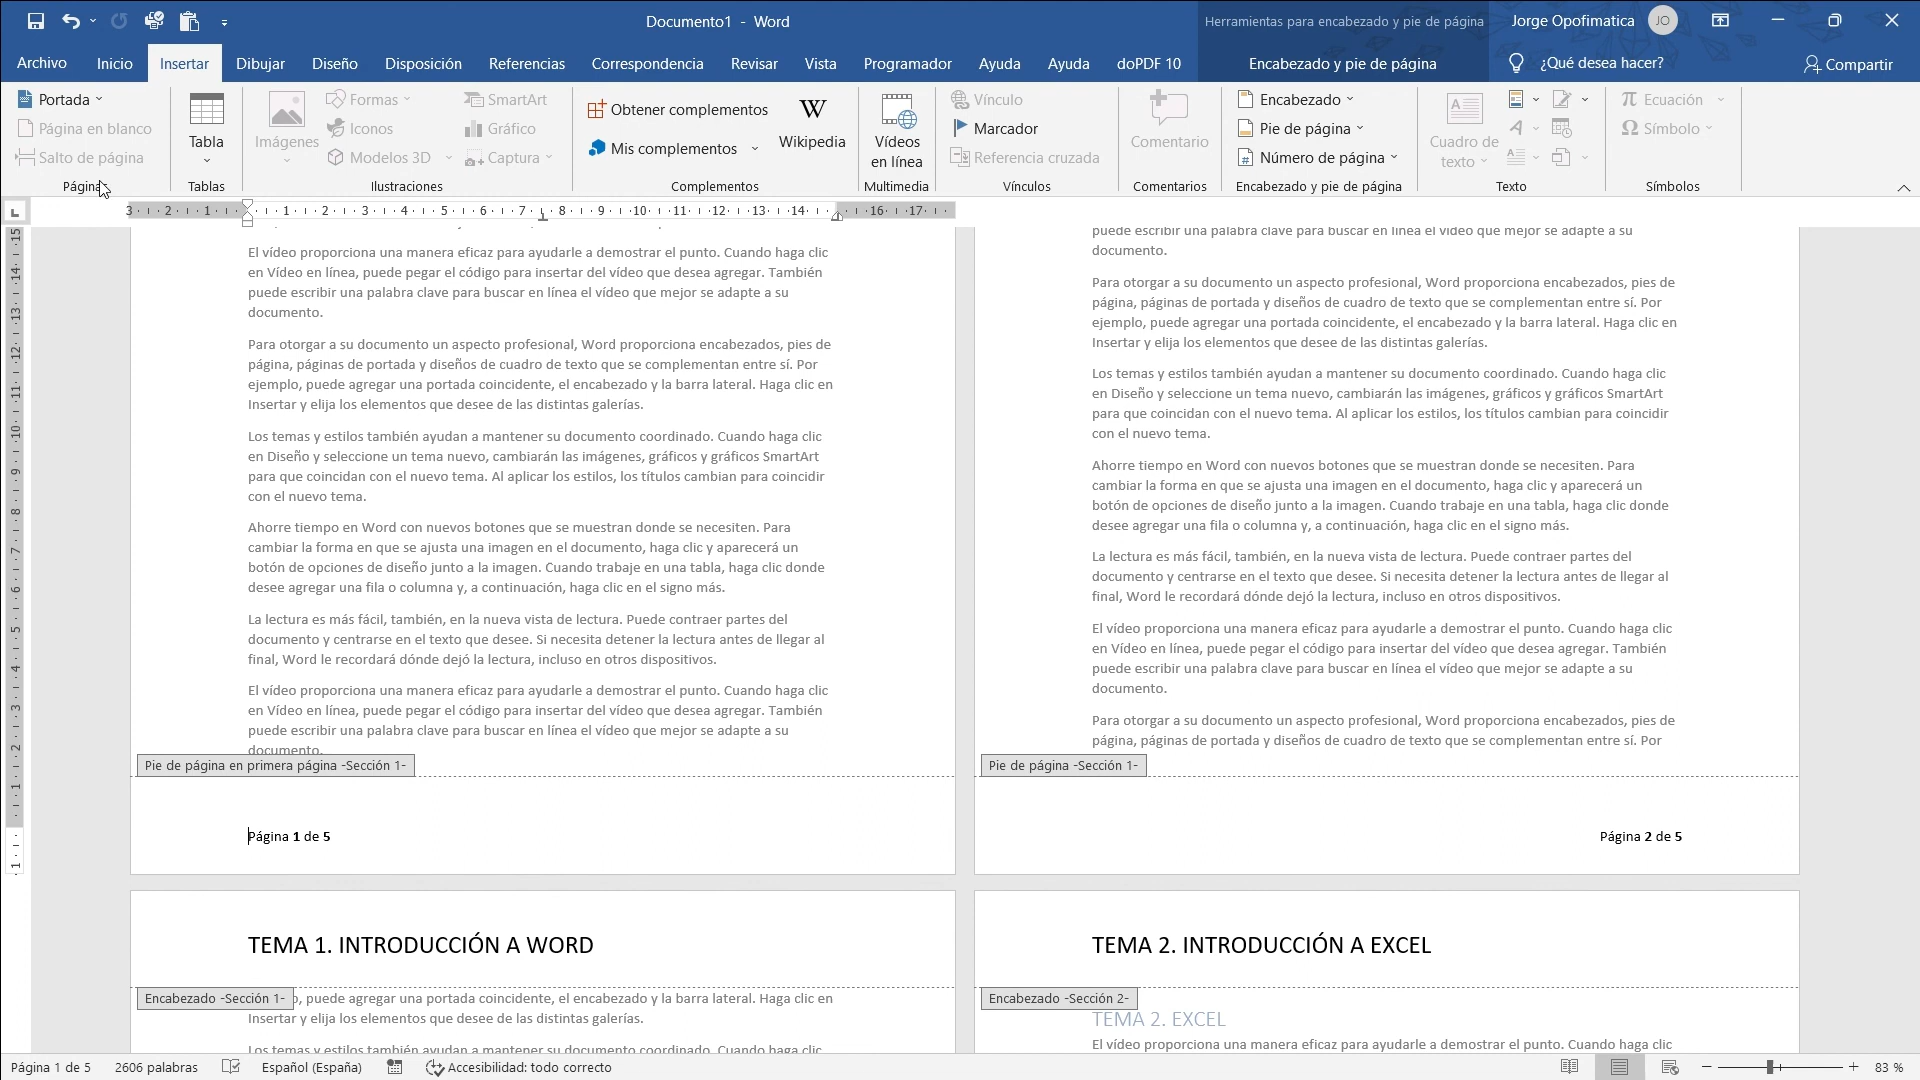 Documento1 - Word
Herramientas para encabezado y pie de página
Jorge Opofimatica
JO
Archivo
Inicio
Insertar
Dibujar
Diseño
Disposición
Referencias
Correspondencia
Revisar
Vista
Programador
Ayuda
Ayuda
doPDF 10
Encabezado y pie de página
¿Qué desea hacer?
Compartir
Portada
Página en blanco
Salto de página
Páginas
Tabla
Tablas
Imágenes
Formas
Iconos
Modelos 3D
SmartArt
Gráfico
Captura
Ilustraciones
Obtener complementos
Mis complementos
W
Wikipedia
Complementos
Vídeos
en línea
Multimedia
Vínculo
Marcador
Referencia cruzada
Vínculos
Comentario
Comentarios
Encabezado
Pie de página
Número de página
Encabezado y pie de página
Cuadro de
texto
Texto
Ecuación
Símbolo
Símbolos
3 2 1 1 2 3 4 5 6 7 8 9 10 11 12 13 14 16 17
15 14 13 12 11 10 9 8 7 6 5 4 3 2 1 1
El vídeo proporciona una manera eficaz para ayudarle a demostrar el punto. Cuando haga clic
en Vídeo en línea, puede pegar el código para insertar del vídeo que desea agregar. También
puede escribir una palabra clave para buscar en línea el vídeo que mejor se adapte a su
documento.
Para otorgar a su documento un aspecto profesional, Word proporciona encabezados, pies de
página, páginas de portada y diseños de cuadro de texto que se complementan entre sí. Por
ejemplo, puede agregar una portada coincidente, el encabezado y la barra lateral. Haga clic en
Insertar y elija los elementos que desee de las distintas galerías.
Los temas y estilos también ayudan a mantener su documento coordinado. Cuando haga clic
en Diseño y seleccione un tema nuevo, cambiarán las imágenes, gráficos y gráficos SmartArt
para que coincidan con el nuevo tema. Al aplicar los estilos, los títulos cambian para coincidir
con el nuevo tema.
Ahorre tiempo en Word con nuevos botones que se muestran donde se necesiten. Para
cambiar la forma en que se ajusta una imagen en el documento, haga clic y aparecerá un
botón de opciones de diseño junto a la imagen. Cuando trabaje en una tabla, haga clic donde
desee agregar una fila o columna y, a continuación, haga clic en el signo más.
La lectura es más fácil, también, en la nueva vista de lectura. Puede contraer partes del
documento y centrarse en el texto que desee. Si necesita detener la lectura antes de llegar al
final, Word le recordará dónde dejó la lectura, incluso en otros dispositivos.
El vídeo proporciona una manera eficaz para ayudarle a demostrar el punto. Cuando haga clic
en Vídeo en línea, puede pegar el código para insertar del vídeo que desea agregar. También
puede escribir una palabra clave para buscar en línea el vídeo que mejor se adapte a su
documento.
Pie de página en primera página -Sección 1-
Página 1 de 5
puede escribir una palabra clave para buscar en línea el vídeo que mejor se adapte a su
documento.
Para otorgar a su documento un aspecto profesional, Word proporciona encabezados, pies de
página, páginas de portada y diseños de cuadro de texto que se complementan entre sí. Por
ejemplo, puede agregar una portada coincidente, el encabezado y la barra lateral. Haga clic en
Insertar y elija los elementos que desee de las distintas galerías.
Los temas y estilos también ayudan a mantener su documento coordinado. Cuando haga clic
en Diseño y seleccione un tema nuevo, cambiarán las imágenes, gráficos y gráficos SmartArt
para que coincidan con el nuevo tema. Al aplicar los estilos, los títulos cambian para coincidir
con el nuevo tema.
Ahorre tiempo en Word con nuevos botones que se muestran donde se necesiten. Para
cambiar la forma en que se ajusta una imagen en el documento, haga clic y aparecerá un
botón de opciones de diseño junto a la imagen. Cuando trabaje en una tabla, haga clic donde
desee agregar una fila o columna y, a continuación, haga clic en el signo más.
La lectura es más fácil, también, en la nueva vista de lectura. Puede contraer partes del
documento y centrarse en el texto que desee. Si necesita detener la lectura antes de llegar al
final, Word le recordará dónde dejó la lectura, incluso en otros dispositivos.
El vídeo proporciona una manera eficaz para ayudarle a demostrar el punto. Cuando haga clic
en Vídeo en línea, puede pegar el código para insertar del vídeo que desea agregar. También
puede escribir una palabra clave para buscar en línea el vídeo que mejor se adapte a su
documento.
Para otorgar a su documento un aspecto profesional, Word proporciona encabezados, pies de
página, páginas de portada y diseños de cuadro de texto que se complementan entre sí. Por
Pie de página -Sección 1-
Página 2 de 5
TEMA 1. INTRODUCCIÓN A WORD
Encabezado -Sección 1-
o, puede agregar una portada coincidente, el encabezado y la barra lateral. Haga clic en
Insertar y elija los elementos que desee de las distintas galerías.
Los temas y estilos también ayudan a mantener su documento coordinado. Cuando haga clic
TEMA 2. INTRODUCCIÓN A EXCEL
Encabezado -Sección 2-
TEMA 2. EXCEL
El vídeo proporciona una manera eficaz para ayudarle a demostrar el punto. Cuando haga clic
Página 1 de 5
2606 palabras
Español (España)
Accesibilidad: todo correcto
83 %